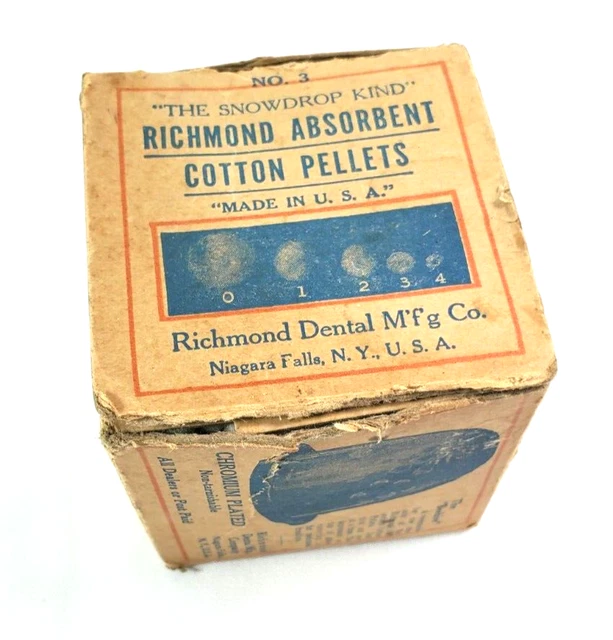 NO. 3
"THE SNOWDROP KIND"
RICHMOND ABSORBENT
COTTON PELLETS
"MADE IN U. S. A."
0 1 2 3 4
Richmond Dental M'f'g Co.
Niagara Falls, N. Y., U. S. A.
CHROMIUM PLATED
Non-tarnishable
All Dealers or Post Paid